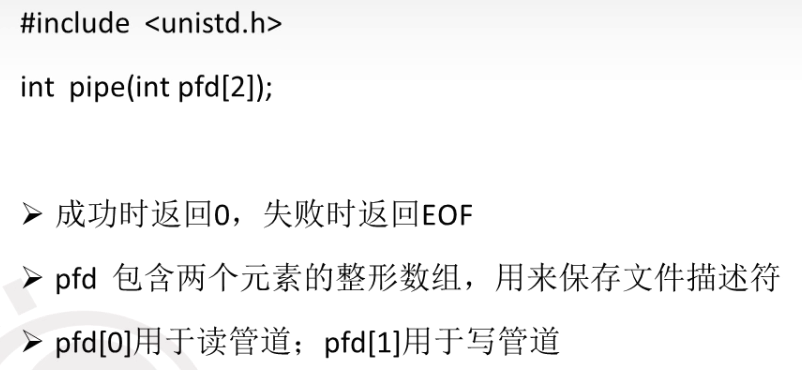 #include <unistd.h>
int pipe(int pfd[2]);
➢ 成功时返回0，失败时返回EOF
➢ pfd 包含两个元素的整形数组，用来保存文件描述符
➢ pfd[0]用于读管道；pfd[1]用于写管道